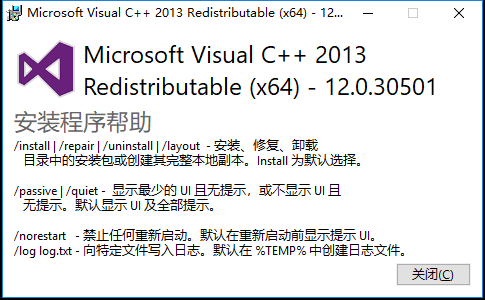 Microsoft Visual C++ 2013 Redistributable (x64) - 12...
Microsoft Visual C++ 2013
Redistributable (x64) - 12.0.30501
安装程序帮助
/install | /repair | /uninstall | /layout - 安装、修复、卸载
目录中的安装包或创建其完整本地副本。Install 为默认选择。
/passive | /quiet - 显示最少的 UI 且无提示，或不显示 UI 且
无提示。默认显示 UI 及全部提示。
/norestart - 禁止任何重新启动。默认在重新启动前显示提示 UI。
/log log.txt - 向特定文件写入日志。默认在 %TEMP% 中创建日志文件。
关闭(C)